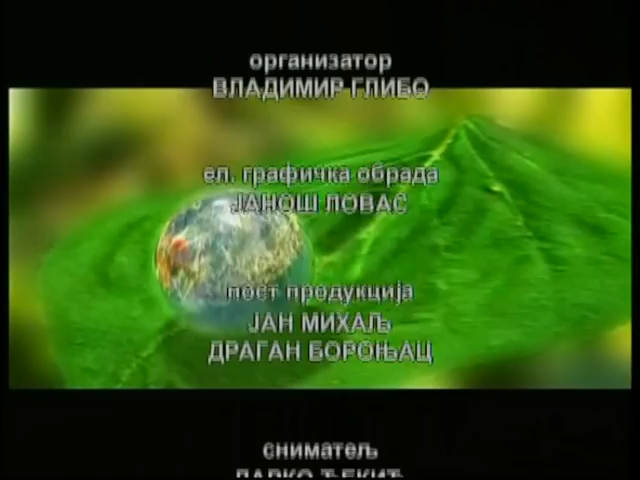 организатор
ВЛАДИМИР ГЛИБО
ел. графичка обрада
ЈАНОШ ЛОВАС
пост продукција
ЈАН МИХАЉ
ДРАГАН БОРОЊАЦ
сниматељ